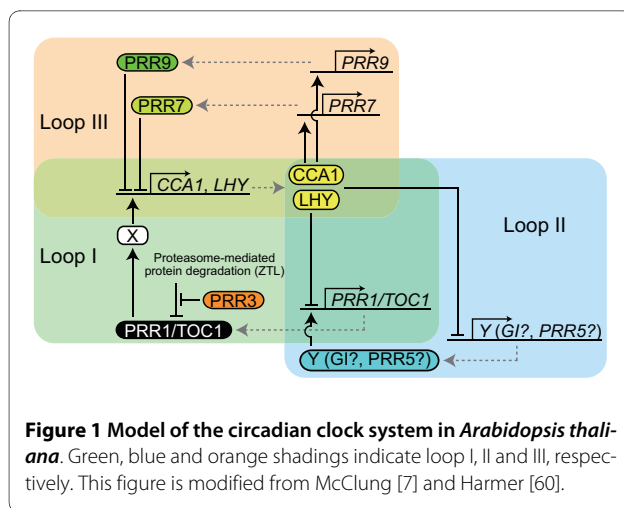 PRR9
PRR9
PRR7
PRR7
Loop III
CCA1, LHY
CCA1
LHY
Loop II
X
Loop I
Proteasome-mediated
protein degradation (ZTL)
PRR3
PRR1/TOC1
PRR1/TOC1
Y (GI?, PRR5?)
Y (GI?, PRR5?)
Figure 1 Model of the circadian clock system in Arabidopsis thali-
ana. Green, blue and orange shadings indicate loop I, II and III, respec-
tively. This figure is modified from McClung [7] and Harmer [60].